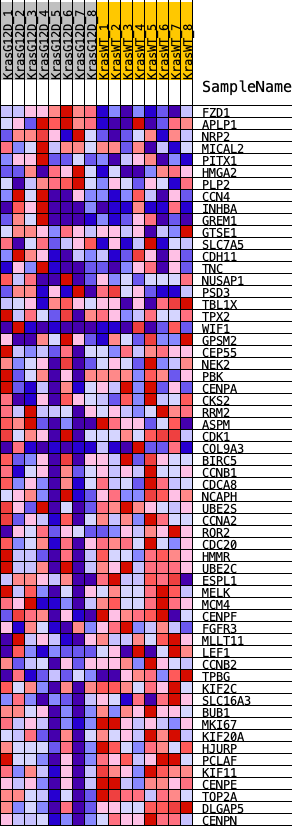 KrasG12D_1
KrasG12D_2
KrasG12D_3
KrasG12D_4
KrasG12D_5
KrasG12D_6
KrasG12D_7
KrasG12D_8
KrasWT_1
KrasWT_2
KrasWT_3
KrasWT_4
KrasWT_5
KrasWT_6
KrasWT_7
KrasWT_8
SampleName
FZD1
APLP1
NRP2
MICAL2
PITX1
HMGA2
PLP2
CCN4
INHBA
GREM1
GTSE1
SLC7A5
CDH11
TNC
NUSAP1
PSD3
TBL1X
TPX2
WIF1
GPSM2
CEP55
NEK2
PBK
CENPA
CKS2
RRM2
ASPM
CDK1
COL9A3
BIRC5
CCNB1
CDCA8
NCAPH
UBE2S
CCNA2
ROR2
CDC20
HMMR
UBE2C
ESPL1
MELK
MCM4
CENPF
FGFR3
MLLT11
LEF1
CCNB2
TPBG
KIF2C
SLC16A3
BUB1
MKI67
KIF20A
HJURP
PCLAF
KIF11
CENPE
TOP2A
DLGAP5
CENPN